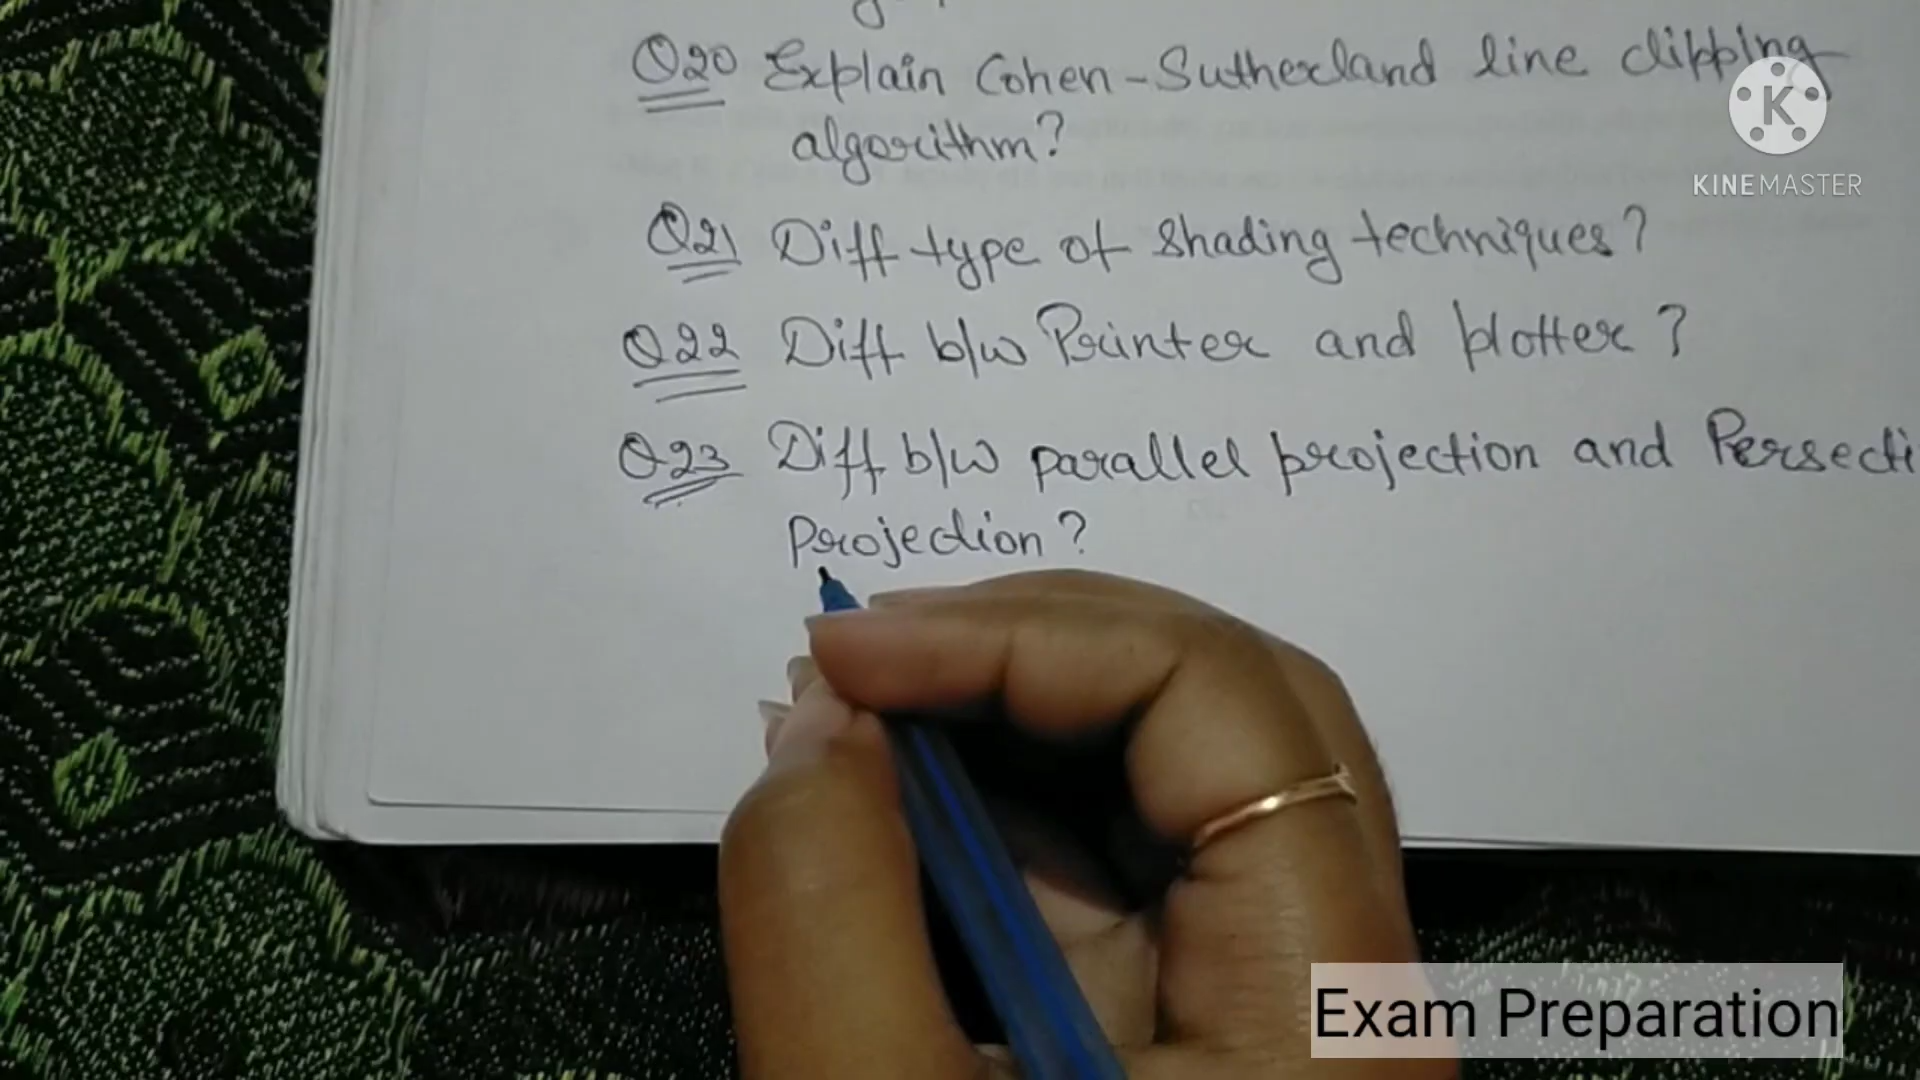 Q20 Explain Cohen-Sutherland line clipping
algorithm?
KINEMASTER
Q21 Diff type of shading techniques?
Q22 Diff b/w Printer and plotter?
Q23 Diff b/w parallel projection and Persecti
Projection?
Exam Preparation